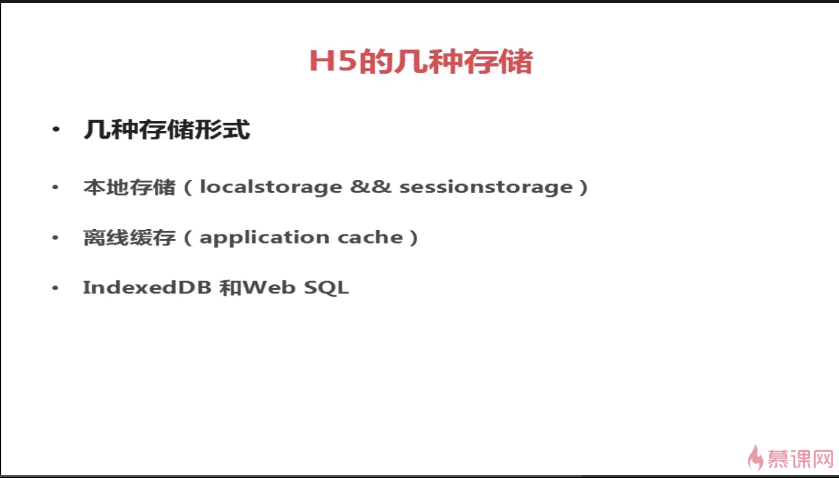 H5的几种存储
• 几种存储形式
• 本地存储（localstorage && sessionstorage）
• 离线缓存（application cache）
• IndexedDB 和Web SQL
慕课网